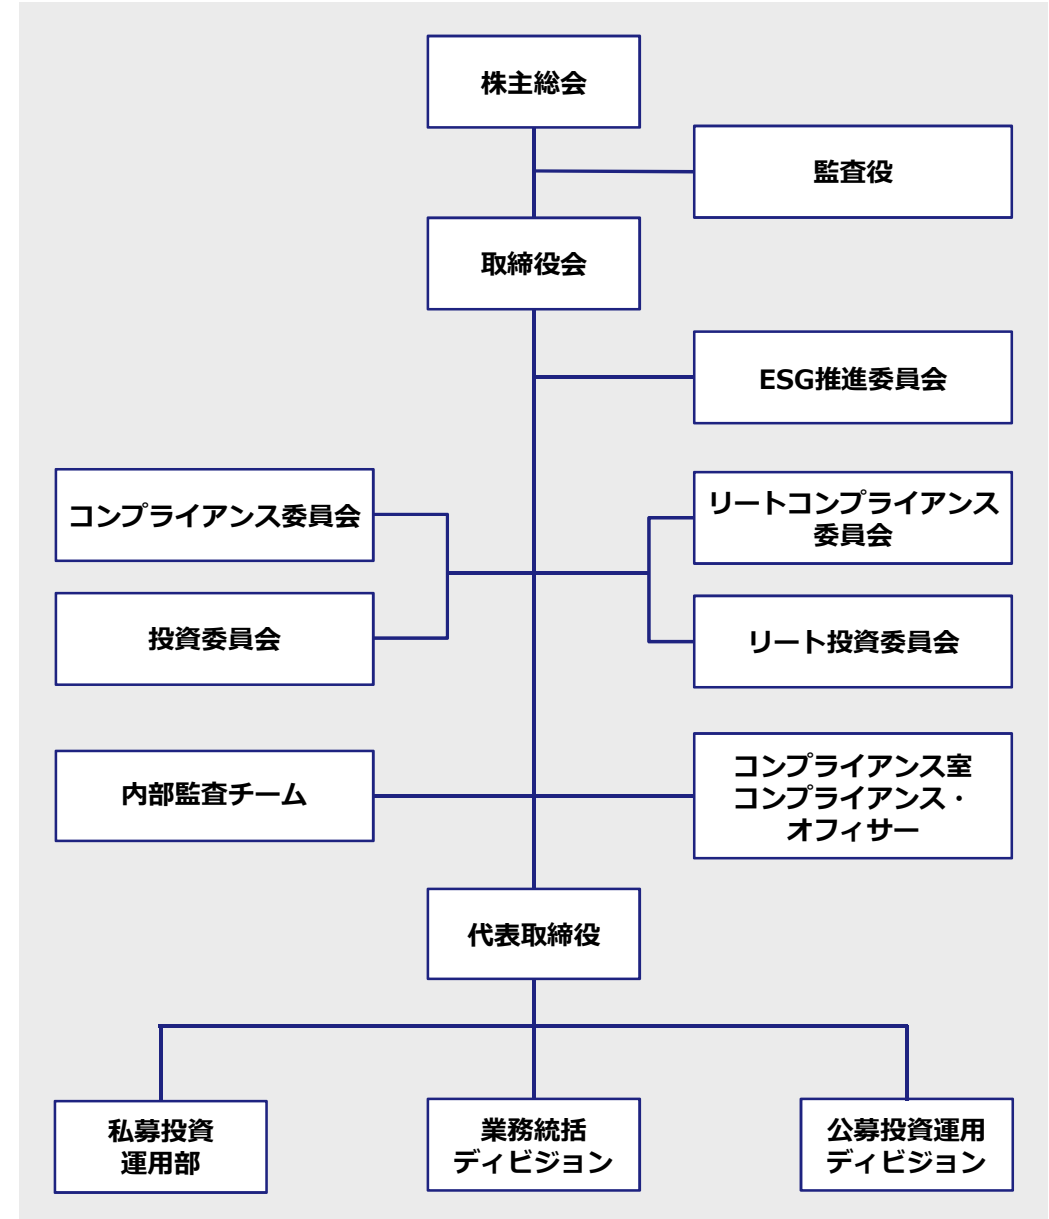 株主総会
監査役
取締役会
ESG推進委員会
コンプライアンス委員会
リートコンプライアンス
委員会
投資委員会
リート投資委員会
内部監査チーム
コンプライアンス室
コンプライアンス・
オフィサー
代表取締役
私募投資
運用部
業務統括
ディビジョン
公募投資運用
ディビジョン